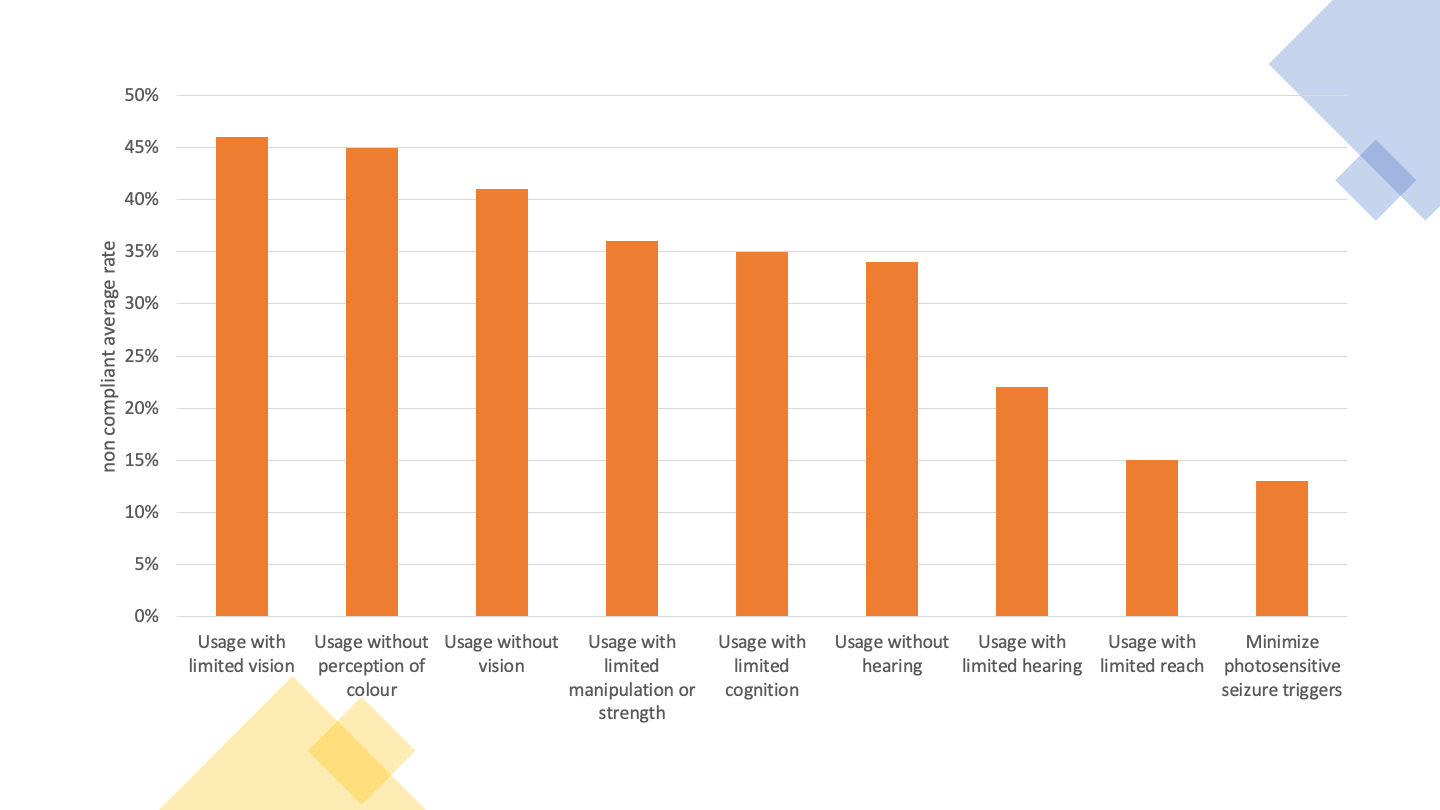 50%
45%
40%
35%
30%
25%
20%
15%
10%
5%
0%
non compliant average rate
Usage with
limited vision
Usage without
perception of
colour
Usage without
vision
Usage with
limited
manipulation or
strength
Usage with
limited
cognition
Usage without
hearing
Usage with
limited hearing
Usage with
limited reach
Minimize
photosensitive
seizure triggers